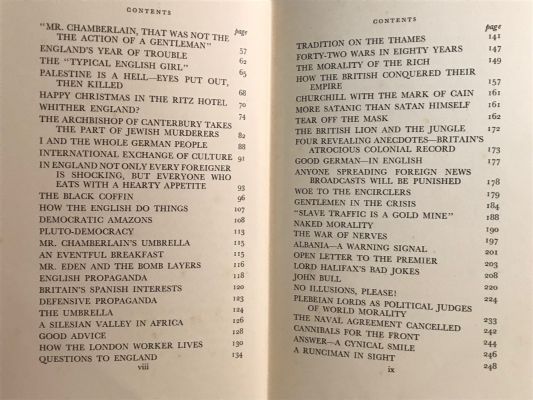 CONTENTS
page
"MR. CHAMBERLAIN, THAT WAS NOT THE
THE ACTION OF A GENTLEMAN" 57
ENGLAND'S YEAR OF TROUBLE 62
THE "TYPICAL ENGLISH GIRL" 65
PALESTINE IS A HELL—EYES PUT OUT,
THEN KILLED 68
HAPPY CHRISTMAS IN THE RITZ HOTEL 70
WHITHER ENGLAND? 74
THE ARCHBISHOP OF CANTERBURY TAKES
THE PART OF JEWISH MURDERERS 82
I AND THE WHOLE GERMAN PEOPLE 88
INTERNATIONAL EXCHANGE OF CULTURE 91
IN ENGLAND NOT ONLY EVERY FOREIGNER
IS SHOCKING, BUT EVERYONE WHO
EATS WITH A HEARTY APPETITE 93
THE BLACK COFFIN 96
HOW THE ENGLISH DO THINGS 107
DEMOCRATIC AMAZONS 108
PLUTO-DEMOCRACY 113
MR. CHAMBERLAIN'S UMBRELLA 115
AN EVENTFUL BREAKFAST 115
MR. EDEN AND THE BOMB LAYERS 116
ENGLISH PROPAGANDA 118
BRITAIN'S SPANISH INTERESTS 120
DEFENSIVE PROPAGANDA 123
THE UMBRELLA 124
A SILESIAN VALLEY IN AFRICA 126
GOOD ADVICE 128
HOW THE LONDON WORKER LIVES 130
QUESTIONS TO ENGLAND 134
viii
CONTENTS
page
TRADITION ON THE THAMES 141
FORTY-TWO WARS IN EIGHTY YEARS 147
THE MORALITY OF THE RICH 149
HOW THE BRITISH CONQUERED THEIR
EMPIRE 157
CHURCHILL WITH THE MARK OF CAIN 161
MORE SATANIC THAN SATAN HIMSELF 161
TEAR OFF THE MASK 162
THE BRITISH LION AND THE JUNGLE 172
FOUR REVEALING ANECDOTES—BRITAIN'S
ATROCIOUS COLONIAL RECORD 173
GOOD GERMAN—IN ENGLISH 177
ANYONE SPREADING FOREIGN NEWS
BROADCASTS WILL BE PUNISHED 178
WOE TO THE ENCIRCLERS 179
GENTLEMEN IN THE CRISIS 184
"SLAVE TRAFFIC IS A GOLD MINE" 188
NAKED MORALITY 190
THE WAR OF NERVES 197
ALBANIA—A WARNING SIGNAL 201
OPEN LETTER TO THE PREMIER 203
LORD HALIFAX'S BAD JOKES 208
JOHN BULL 220
NO ILLUSIONS, PLEASE! 224
PLEBEIAN LORDS AS POLITICAL JUDGES
OF WORLD MORALITY 233
THE NAVAL AGREEMENT CANCELLED
CANNIBALS FOR THE FRONT 244
ANSWER—A CYNICAL SMILE 246
A RUNCIMAN IN SIGHT 248
ix